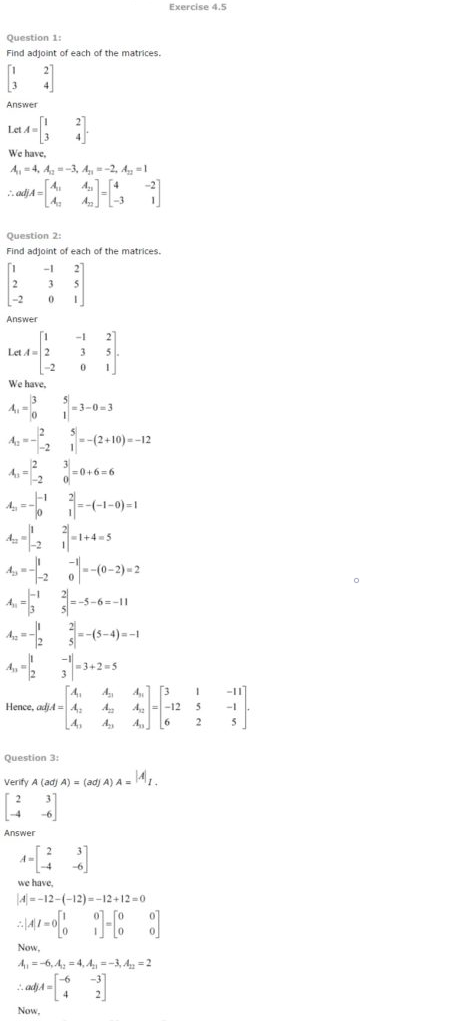 Exercise 4.5
Question 1:
Find adjoint of each of the matrices.
[1 2
3 4]
Answer
Let A = [1 2
3 4].
We have,
A₁₁ = 4, A₁₂ = −3, A₂₁ = −2, A₂₂ = 1
∴ adjA = [A₁₁ A₂₁
A₁₂ A₂₂] = [4 −2
−3 1]
Question 2:
Find adjoint of each of the matrices.
[1 −1 2
2 3 5
−2 0 1]
Answer
Let A = [1 −1 2
2 3 5
−2 0 1].
We have,
A₁₁ = |3 5
0 1| = 3−0 = 3
A₁₂ = −|2 5
−2 1| = −(2+10) = −12
A₁₃ = |2 3
−2 0| = 0+6 = 6
A₂₁ = −|−1 2
0 1| = −(−1−0) = 1
A₂₂ = |1 2
−2 1| = 1+4 = 5
A₂₃ = −|1 −1
−2 0| = −(0−2) = 2
A₃₁ = |−1 2
3 5| = −5−6 = −11
A₃₂ = −|1 2
2 5| = −(5−4) = −1
A₃₃ = |1 −1
2 3| = 3+2 = 5
Hence, adjA = [A₁₁ A₂₁ A₃₁
A₁₂ A₂₂ A₃₂
A₁₃ A₂₃ A₃₃] = [3 1 −11
−12 5 −1
6 2 5].
Question 3:
Verify A (adj A) = (adj A) A = |A| I .
[2 3
−4 −6]
Answer
A = [2 3
−4 −6]
we have,
|A| = −12−(−12) = −12+12 = 0
∴ |A| I = 0[1 0
0 1] = [0 0
0 0]
Now,
A₁₁ = −6, A₁₂ = 4, A₂₁ = −3, A₂₂ = 2
∴ adjA = [−6 −3
4 2]
Now,